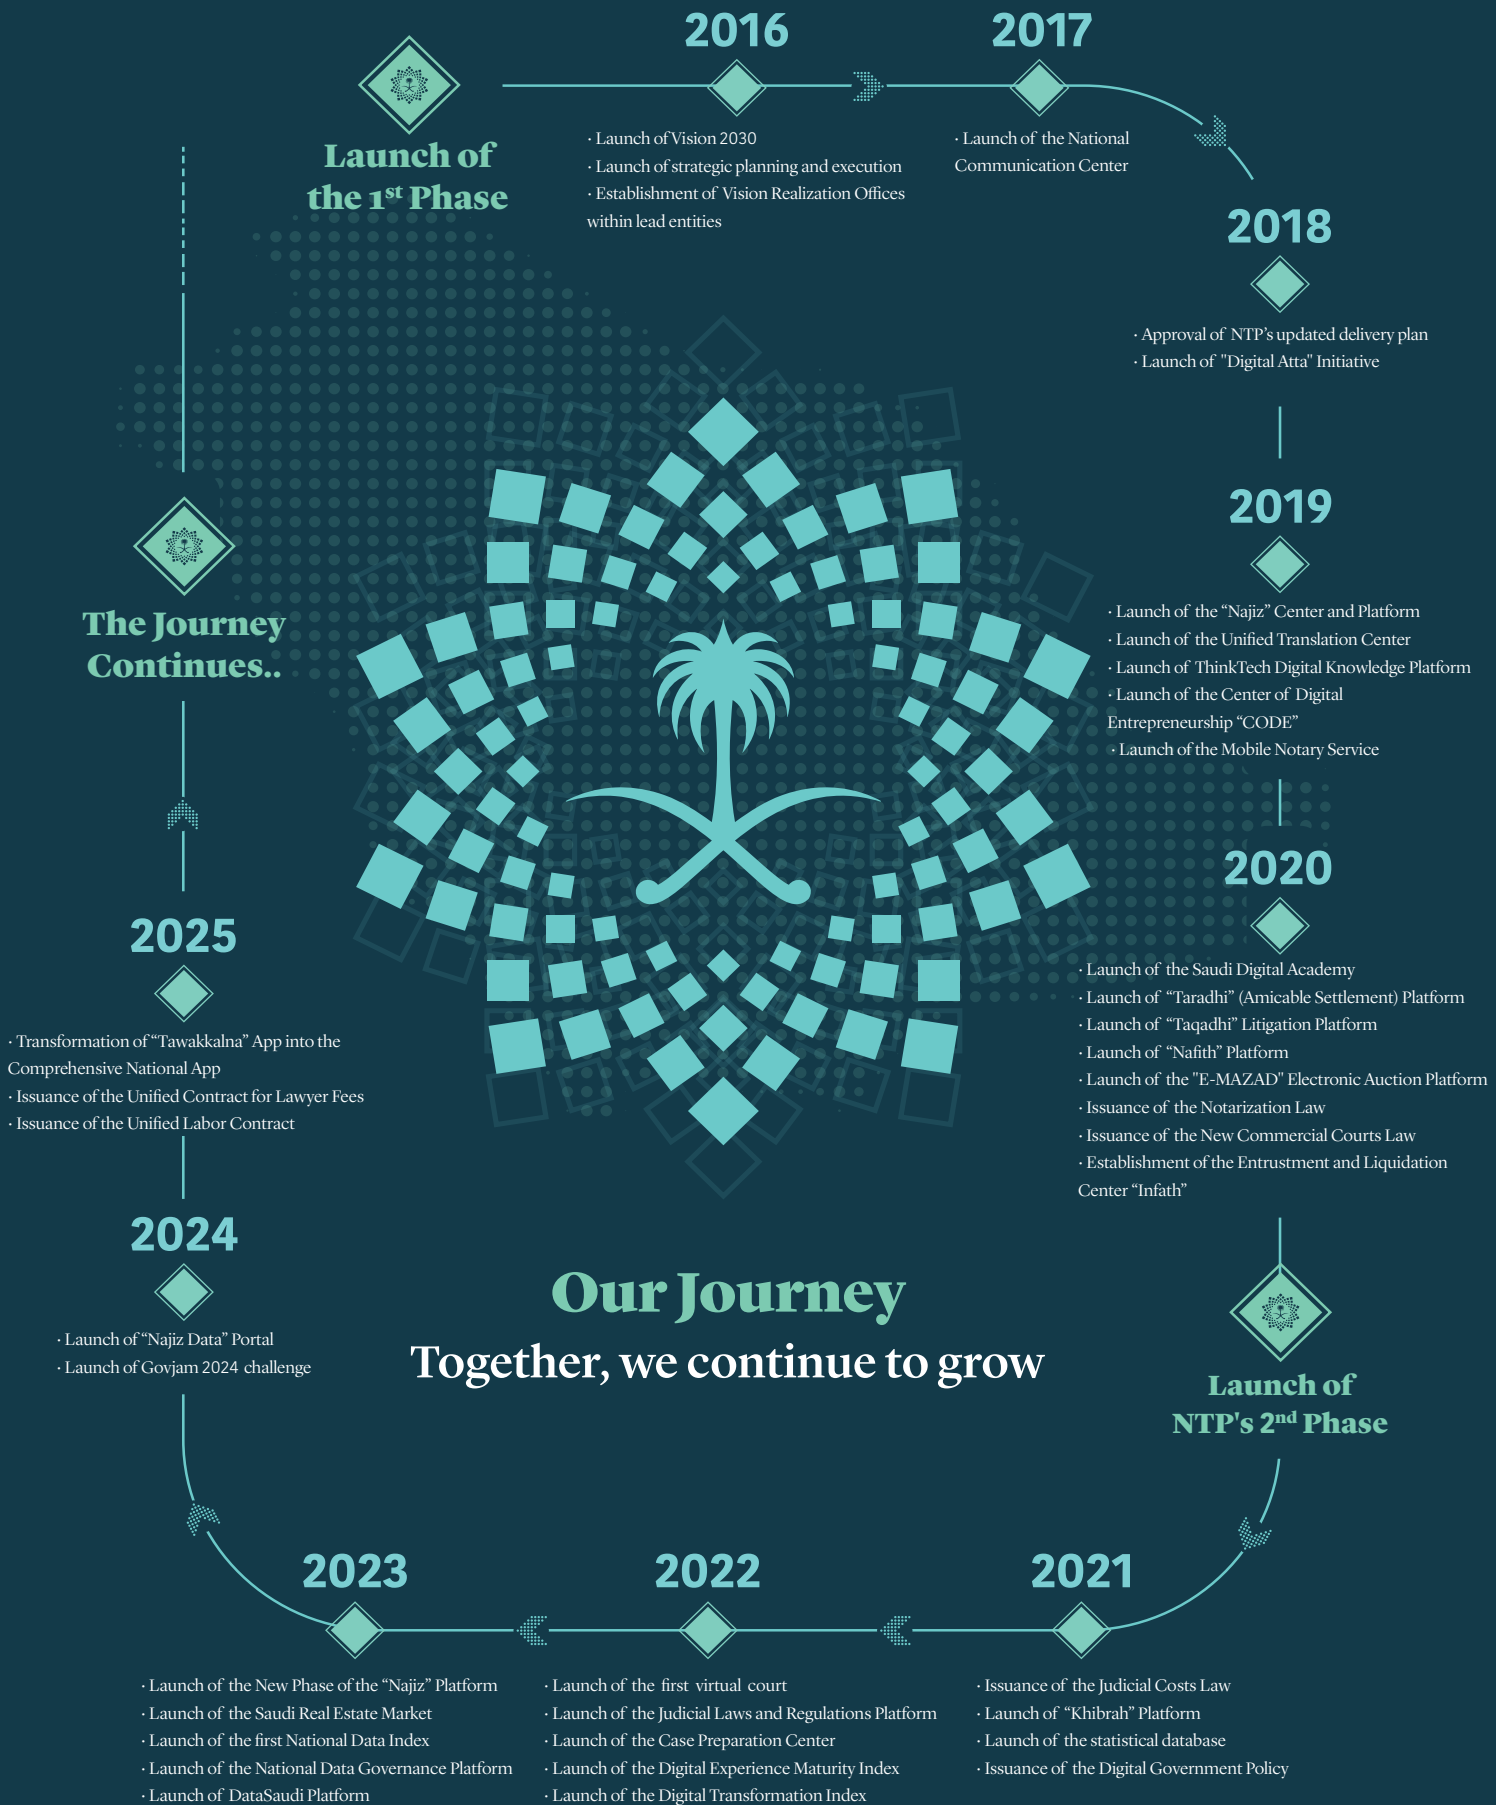 Launch of
the 1st Phase
2016
· Launch of Vision 2030
· Launch of strategic planning and execution
· Establishment of Vision Realization Offices
within lead entities
2017
· Launch of the National
Communication Center
2018
· Approval of NTP’s updated delivery plan
· Launch of "Digital Atta" Initiative
2019
· Launch of the “Najiz” Center and Platform
· Launch of the Unified Translation Center
· Launch of ThinkTech Digital Knowledge Platform
· Launch of the Center of Digital
Entrepreneurship “CODE”
· Launch of the Mobile Notary Service
2020
· Launch of the Saudi Digital Academy
· Launch of “Taradhi” (Amicable Settlement) Platform
· Launch of “Taqadhi” Litigation Platform
· Launch of “Nafith” Platform
· Launch of the "E-MAZAD" Electronic Auction Platform
· Issuance of the Notarization Law
· Issuance of the New Commercial Courts Law
· Establishment of the Entrustment and Liquidation
Center “Infath”
Launch of
NTP's 2nd Phase
2021
· Issuance of the Judicial Costs Law
· Launch of “Khibrah” Platform
· Launch of the statistical database
· Issuance of the Digital Government Policy
2022
· Launch of the first virtual court
· Launch of the Judicial Laws and Regulations Platform
· Launch of the Case Preparation Center
· Launch of the Digital Experience Maturity Index
· Launch of the Digital Transformation Index
2023
· Launch of the New Phase of the “Najiz” Platform
· Launch of the Saudi Real Estate Market
· Launch of the first National Data Index
· Launch of the National Data Governance Platform
· Launch of DataSaudi Platform
2024
· Launch of “Najiz Data” Portal
· Launch of Govjam 2024 challenge
2025
· Transformation of “Tawakkalna” App into the
Comprehensive National App
· Issuance of the Unified Contract for Lawyer Fees
· Issuance of the Unified Labor Contract
The Journey
Continues..
Our Journey
Together, we continue to grow